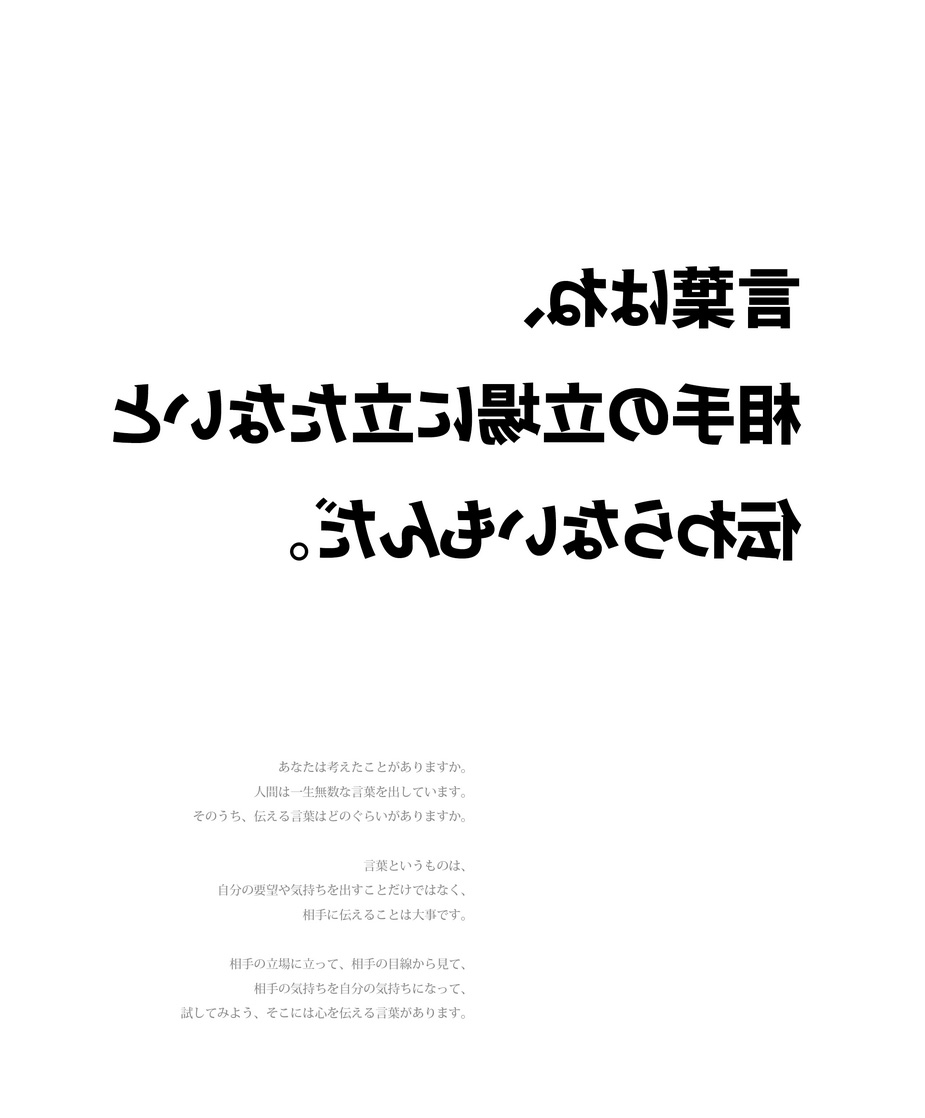 言葉はね、
相手の立場に立たないと
伝わらないもんだ。
あなたは考えたことがありますか。
人間は一生無数な言葉を出しています。
そのうち、伝える言葉はどのぐらいがありますか。
言葉というものは、
自分の要望や気持ちを出すことだけではなく、
相手に伝えることは大事です。
相手の立場に立って、相手の目線から見て、
相手の気持ちを自分の気持ちになって、
試してみよう、そこには心を伝える言葉があります。